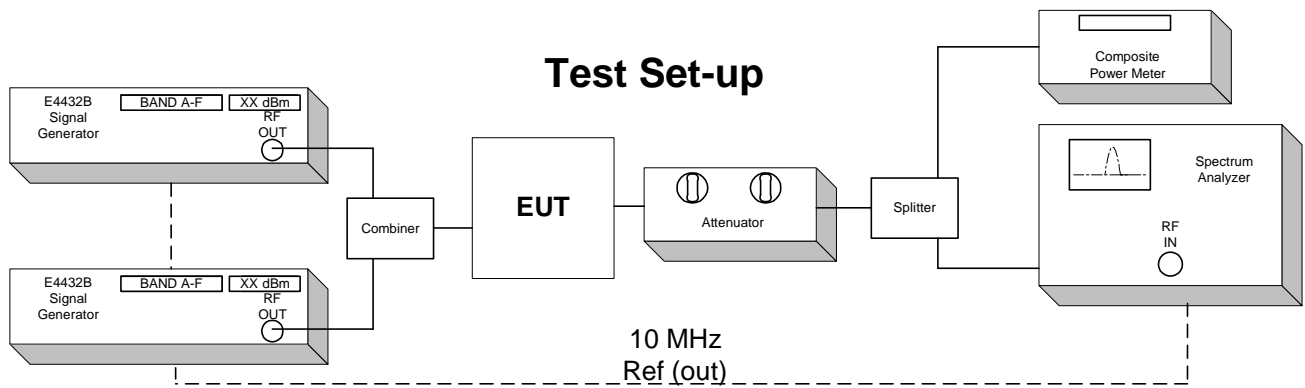 Test Set-up
E4432B
Signal
Generator
BAND A-F
XX dBm
RF
OUT
E4432B
Signal
Generator
BAND A-F
XX dBm
RF
OUT
Combiner
EUT
Attenuator
Splitter
Composite
Power Meter
Spectrum
Analyzer
RF
IN
10 MHz
Ref (out)